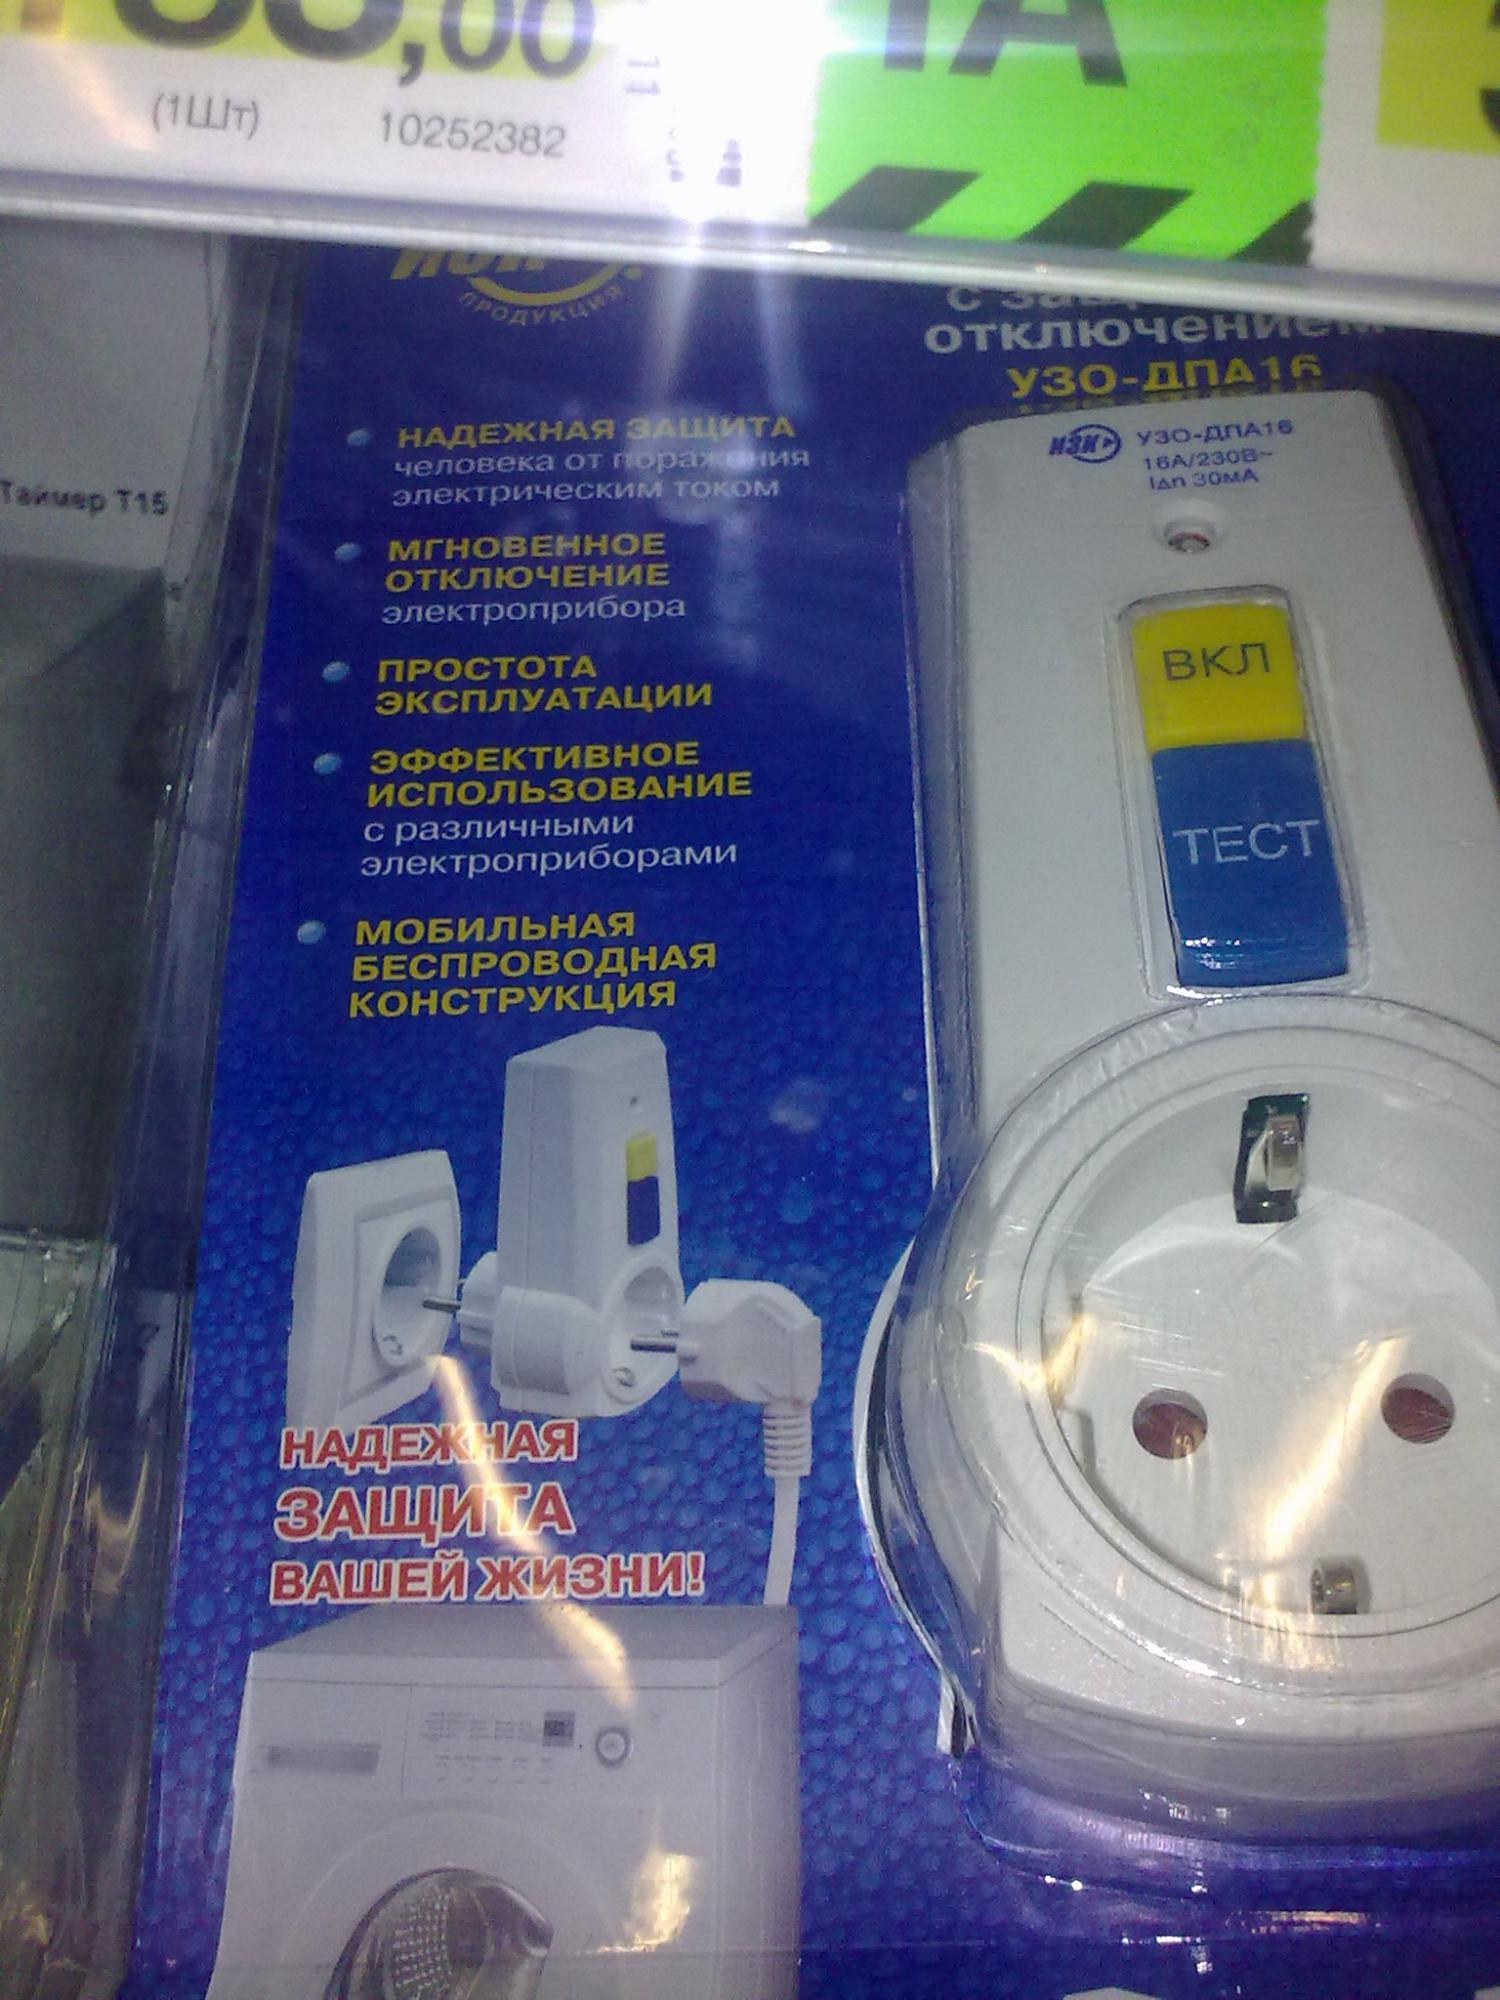 ,00
(1Шт)
10252382
Таймер Т15
ПРОДУКЦИЯ
отключением
УЗО-ДПА16
НАДЕЖНАЯ ЗАЩИТА
человека от поражения
электрическим током
МГНОВЕННОЕ
ОТКЛЮЧЕНИЕ
электроприбора
ПРОСТОТА
ЭКСПЛУАТАЦИИ
ЭФФЕКТИВНОЕ
ИСПОЛЬЗОВАНИЕ
с различными
электроприборами
МОБИЛЬНАЯ
БЕСПРОВОДНАЯ
КОНСТРУКЦИЯ
НАДЕЖНАЯ
ЗАЩИТА
ВАШЕЙ ЖИЗНИ!
ИЗИ УЗО-ДПА16
16А/230В~
I∆n 30мА
ВКЛ
ТЕСТ